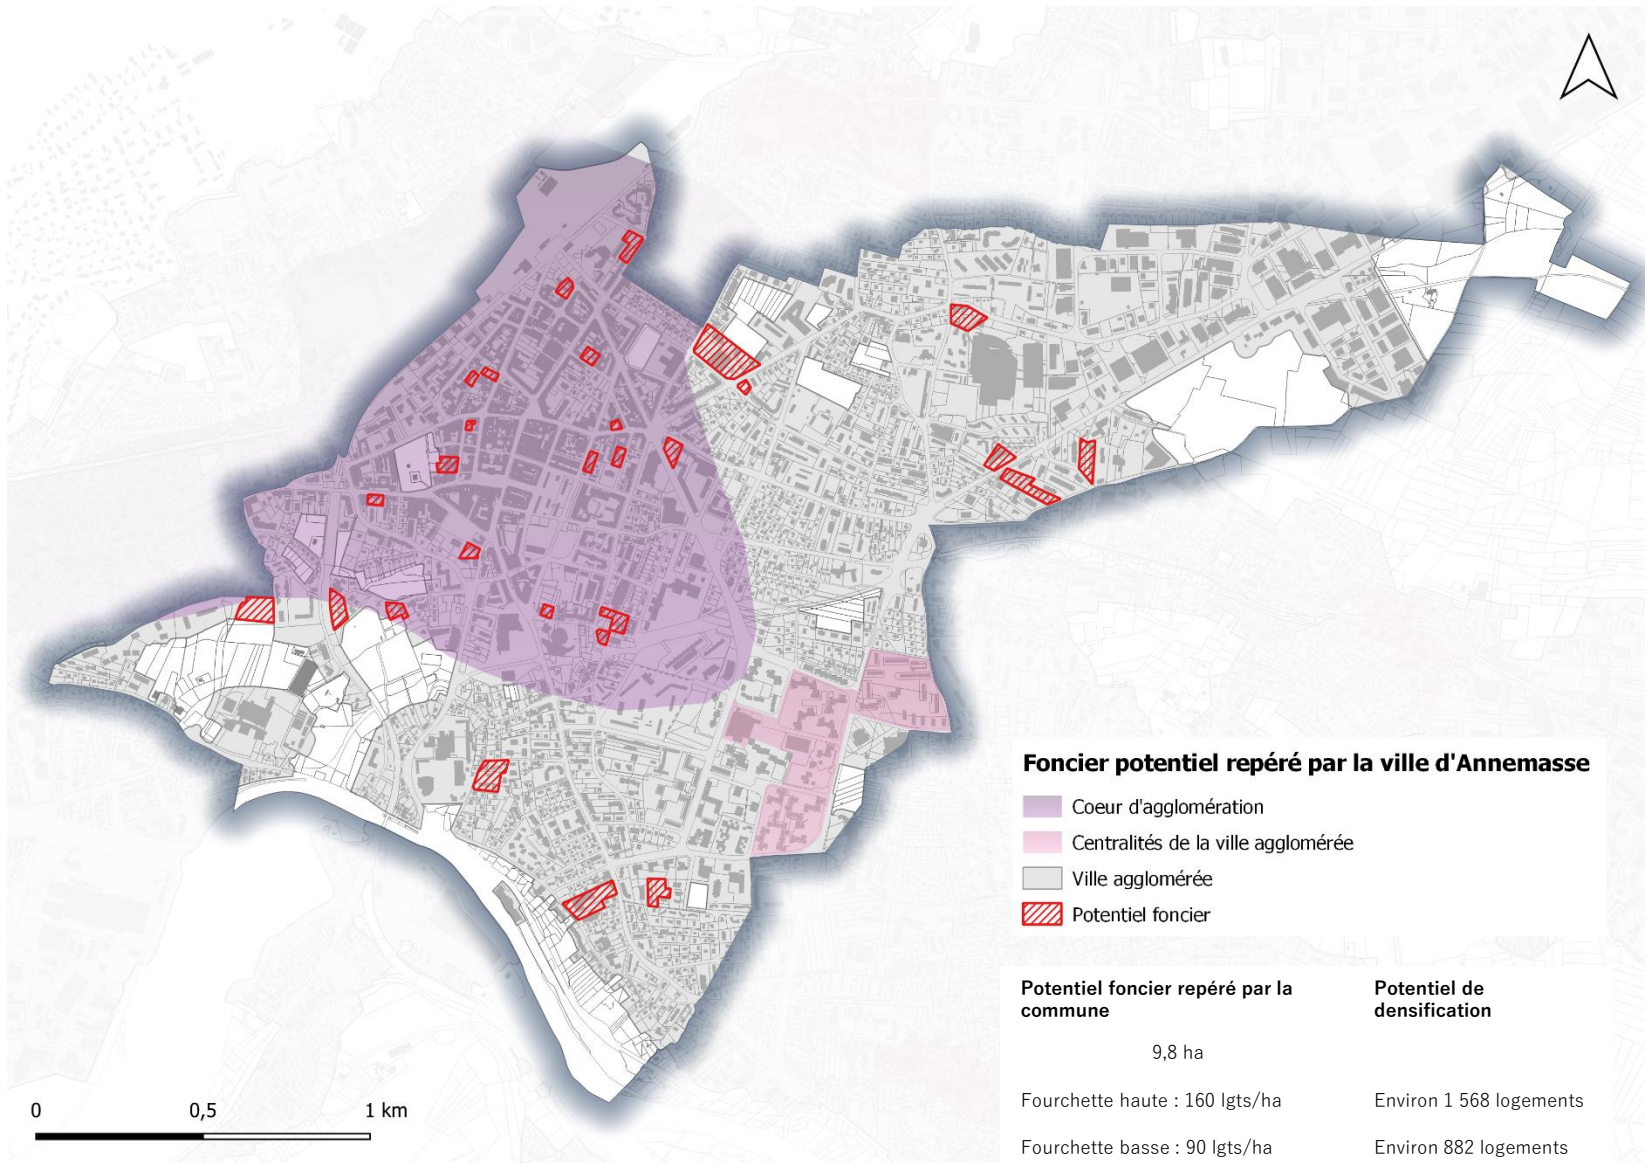 Foncier potentiel repéré par la ville d'Annemasse
Coeur d'agglomération
Centralités de la ville agglomérée
Ville agglomérée
Potentiel foncier
Potentiel foncier repéré par la
commune
Potentiel de
densification
9,8 ha
Fourchette haute : 160 lgts/ha
Environ 1 568 logements
Fourchette basse : 90 lgts/ha
Environ 882 logements
0
0,5
1 km